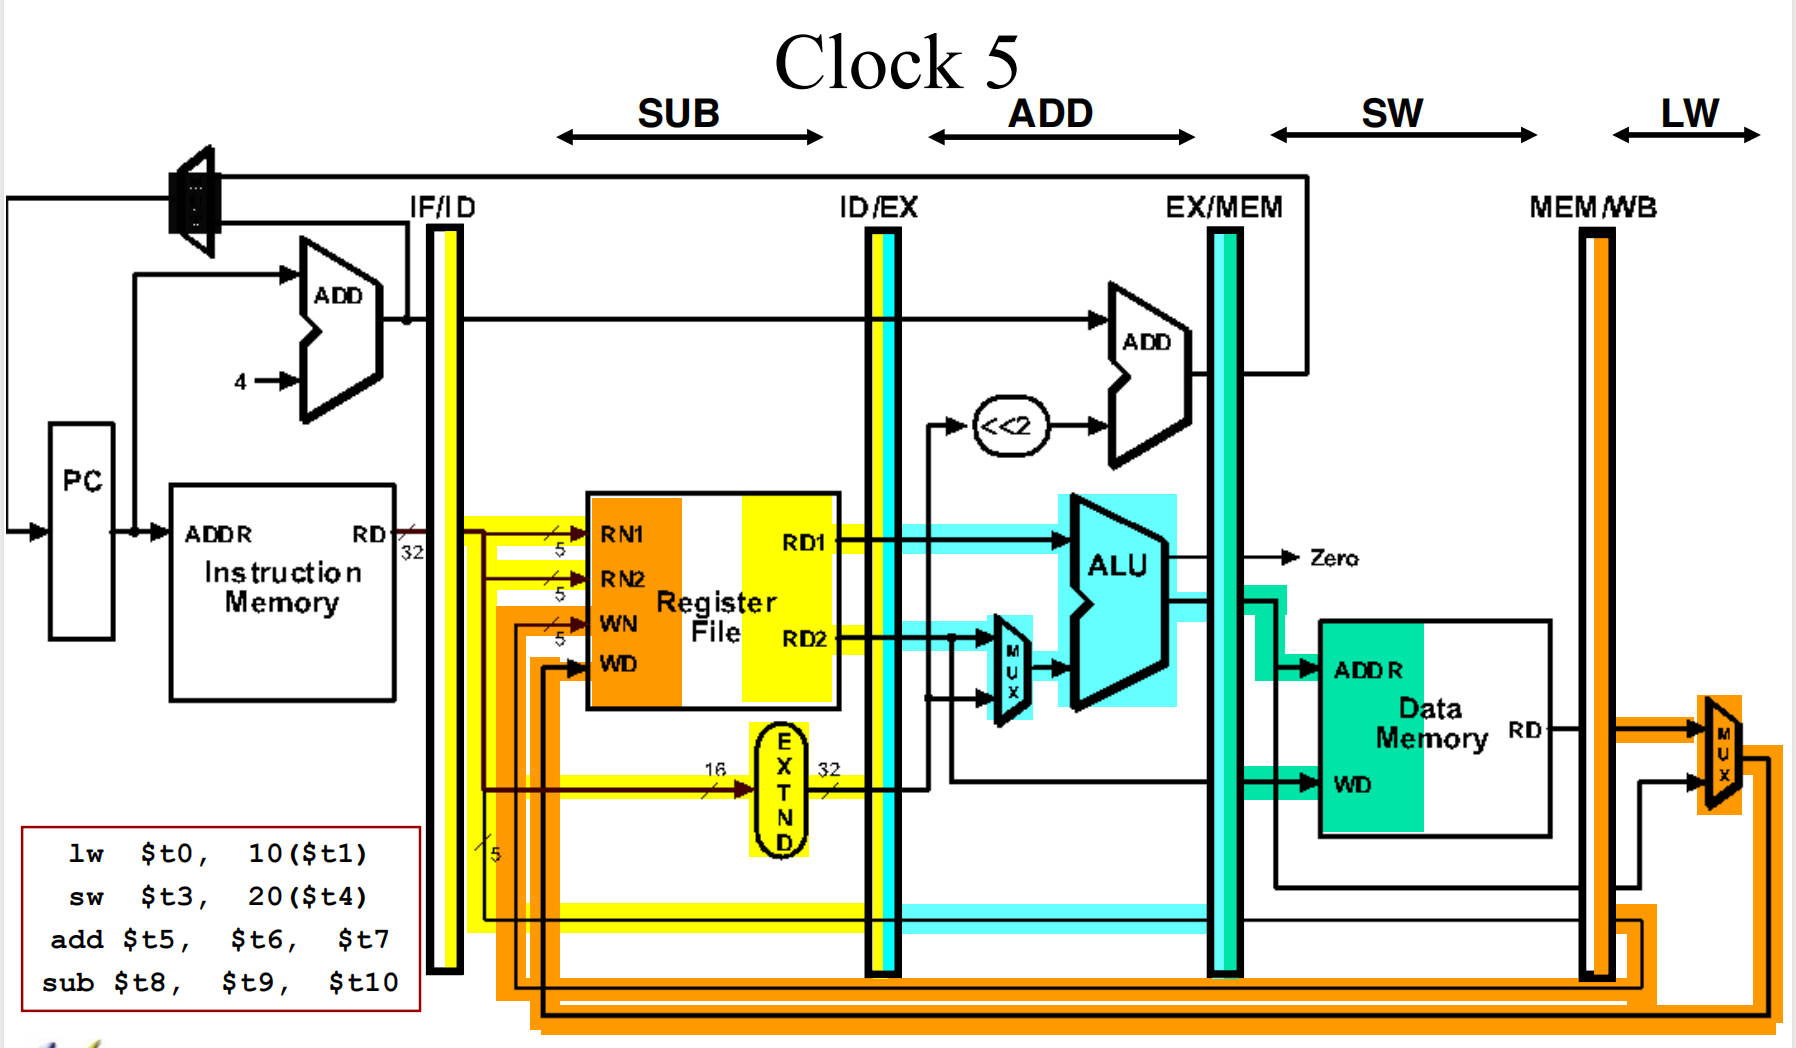 Clock 5
SUB
ADD
SW
LW
IF/ID
ID/EX
EX/MEM
MEM/WB
ADD
4
ADD
<<2
PC
ADDR
RD
32
Instruction
Memory
5
RN1
5
RN2
5
WN
WD
Register
File
RD1
RD2
16
EXTND
32
5
MUX
ALU
Zero
ADDR
Data
Memory
RD
WD
MUX
lw $t0, 10($t1)
sw $t3, 20($t4)
add $t5, $t6, $t7
sub $t8, $t9, $t10